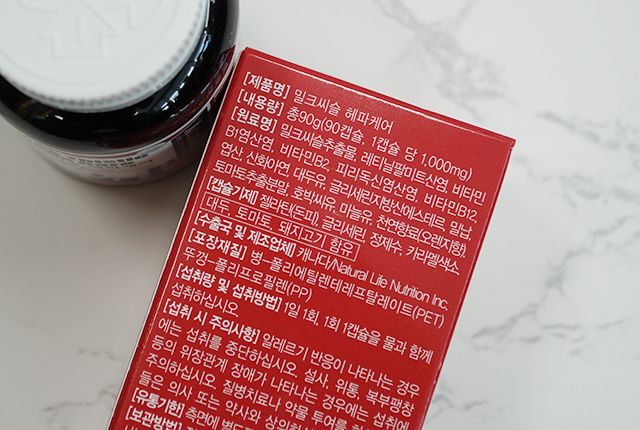 [제품명] 밀크씨슬 헤파케어
[내용량] 총90g(90캡슐, 1캡슐 당 1,000mg)
[원료명] 밀크씨슬추출물, 레티닐팔미트산염 비타민
B1염산염, 비타민B2, 피리독신염산염, 비타민B12,
염산, 산화아연, 대두유, 글리세린지방산에스테르, 밀납,
토마토추출분말, 호박씨유, 마늘유, 천연향료(오렌지향),
[캡슐기제] 젤라틴(돈피), 글리세린, 정제수, 카라멜색소
대두, 토마토, 돼지고기 함유
[수출국 및 제조업체] 캐나다/Natural Life Nutrition Inc.
[포장재질] 병-폴리에틸렌테레프탈레이트(PET)
뚜껑-폴리프로필렌(PP)
[섭취량 및 섭취방법] 1일 1회, 1회 1캡슐을 물과 함께
섭취하십시오
[섭취 시 주의사항] 알레르기 반응이 나타나는 경우
에는 섭취를 중단하십시오. 설사, 위통, 복부팽창
등의 위장관계 장애가 나타나는 경우에는 섭취에
주의하십시오. 질병치료나 약물 투여를
들은 의사 또는 약사와 상의
[유통기한] 측면에
[보관방법]